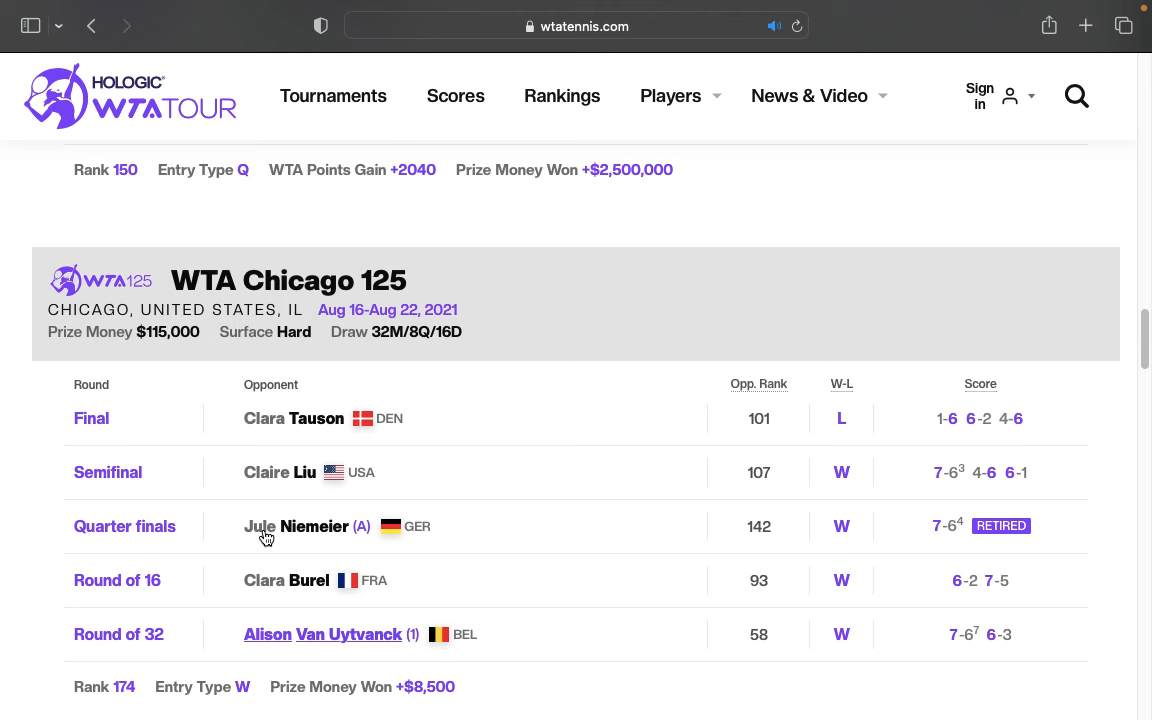 wtatennis.com
HOLOGIC® WTATOUR
Tournaments Scores Rankings Players News & Video Sign in
Rank 150 Entry Type Q WTA Points Gain +2040 Prize Money Won +$2,500,000
WTA125 WTA Chicago 125
CHICAGO, UNITED STATES, IL Aug 16-Aug 22, 2021
Prize Money $115,000 Surface Hard Draw 32M/8Q/16D
Round Opponent Opp. Rank W-L Score
Final Clara Tauson DEN 101 L 1-6 6-2 4-6
Semifinal Claire Liu USA 107 W 7-6³ 4-6 6-1
Quarter finals Jule Niemeier (A) GER 142 W 7-6⁴ RETIRED
Round of 16 Clara Burel FRA 93 W 6-2 7-5
Round of 32 Alison Van Uytvanck (1) BEL 58 W 7-6⁷ 6-3
Rank 174 Entry Type W Prize Money Won +$8,500